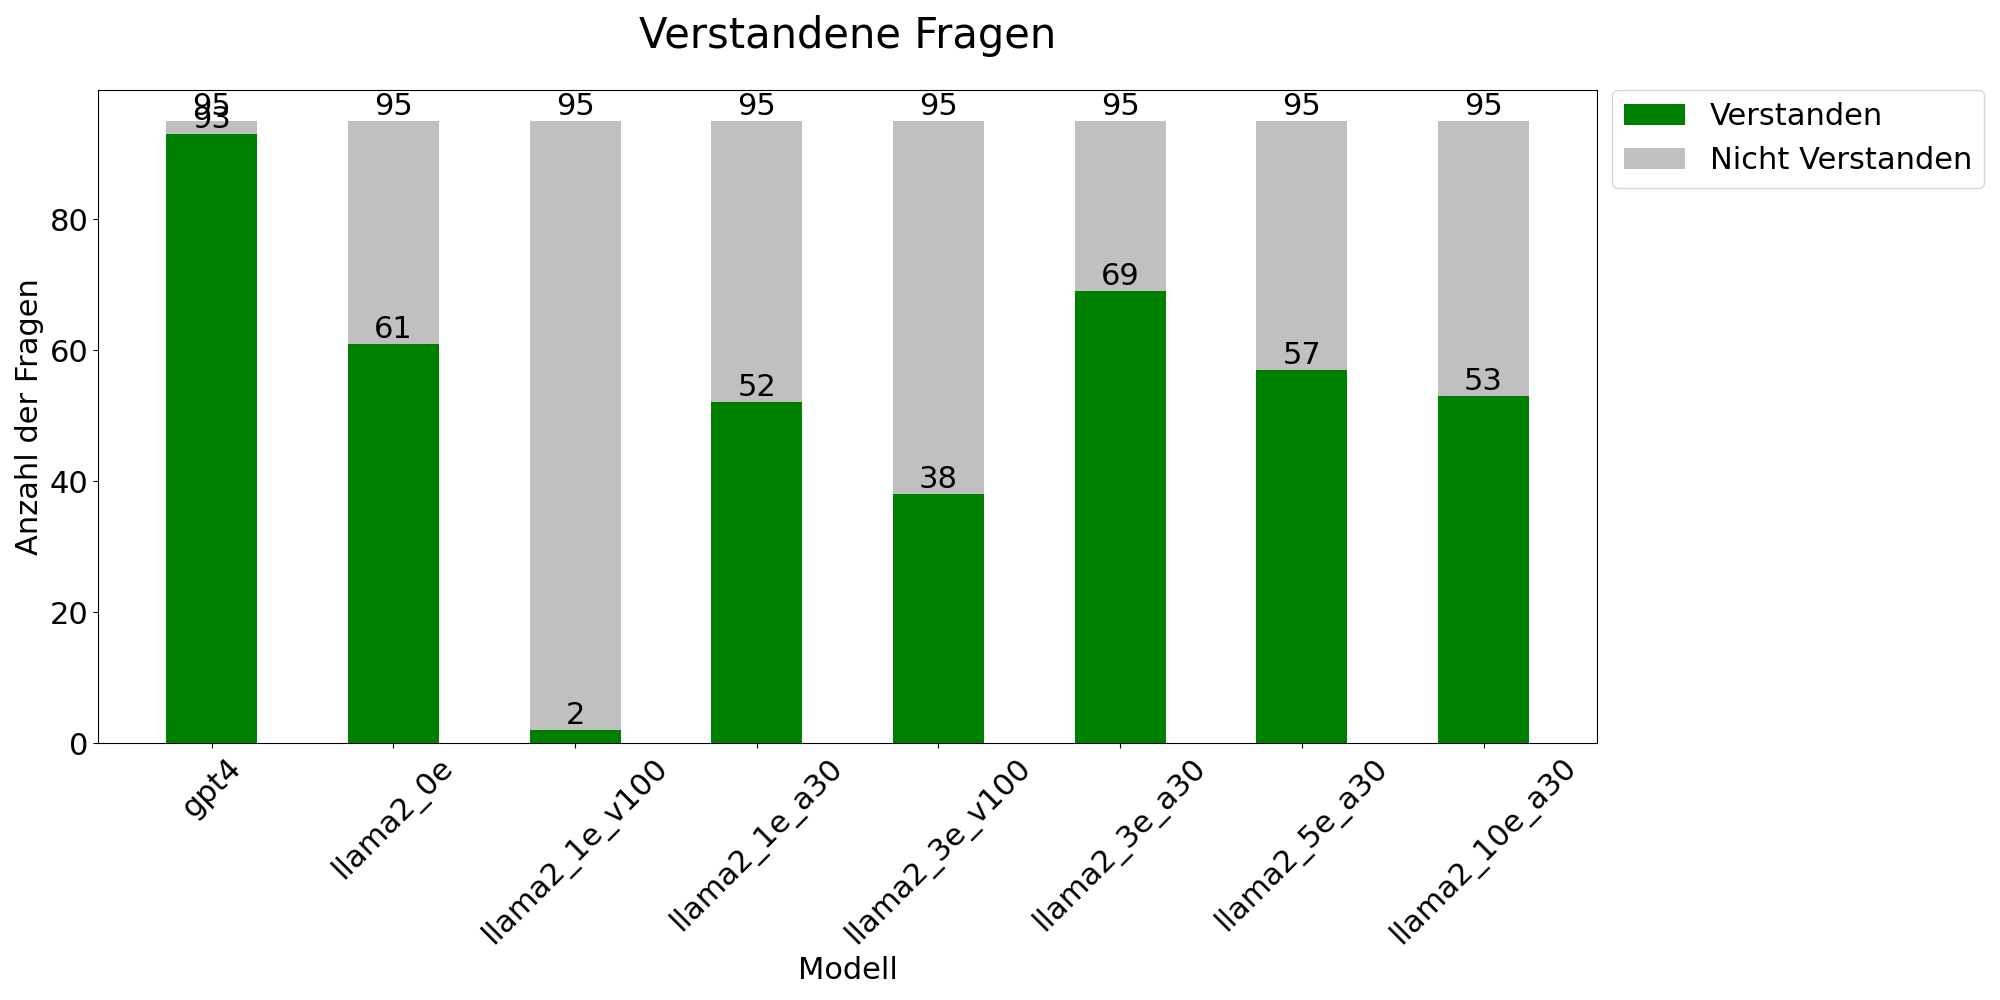 Verstandene Fragen
95 95 95 95 95 95 95 95
93
61
2
52
38
69
57
53
80
60
40
20
0
Anzahl der Fragen
gpt4
llama2_0e
llama2_1e_v100
llama2_1e_a30
llama2_3e_v100
llama2_3e_a30
llama2_5e_a30
llama2_10e_a30
Modell
Verstanden
Nicht Verstanden